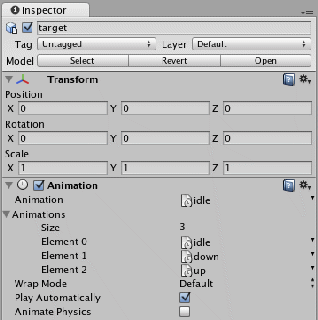 Inspector
target
Tag Untagged Layer Default
Model Select Revert Open
Transform
Position
X 0 Y 0 Z 0
Rotation
X 0 Y 0 Z 0
Scale
X 1 Y 1 Z 1
Animation
Animation idle
Animations
Size 3
Element 0 idle
Element 1 down
Element 2 up
Wrap Mode Default
Play Automatically
Animate Physics